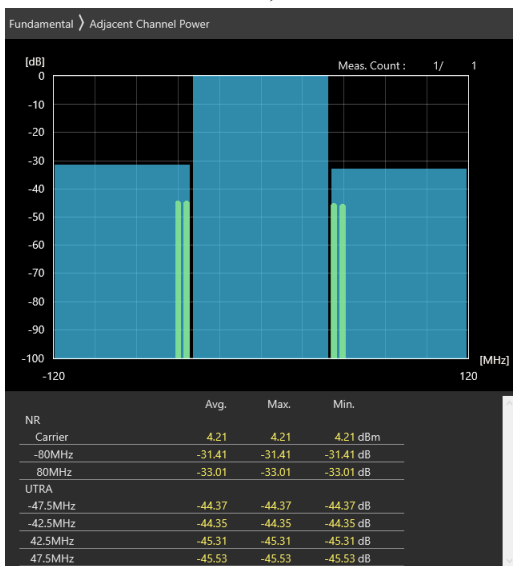 Fundamental 〉 Adjacent Channel Power
[dB] Meas. Count : 1/ 1
0
-10
-20
-30
-40
-50
-60
-70
-80
-90
-100
[MHz]
-120 120
Avg. Max. Min.
NR
Carrier 4.21 4.21 4.21 dBm
-80MHz -31.41 -31.41 -31.41 dB
80MHz -33.01 -33.01 -33.01 dB
UTRA
-47.5MHz -44.37 -44.37 -44.37 dB
-42.5MHz -44.35 -44.35 -44.35 dB
42.5MHz -45.31 -45.31 -45.31 dB
47.5MHz -45.53 -45.53 -45.53 dB